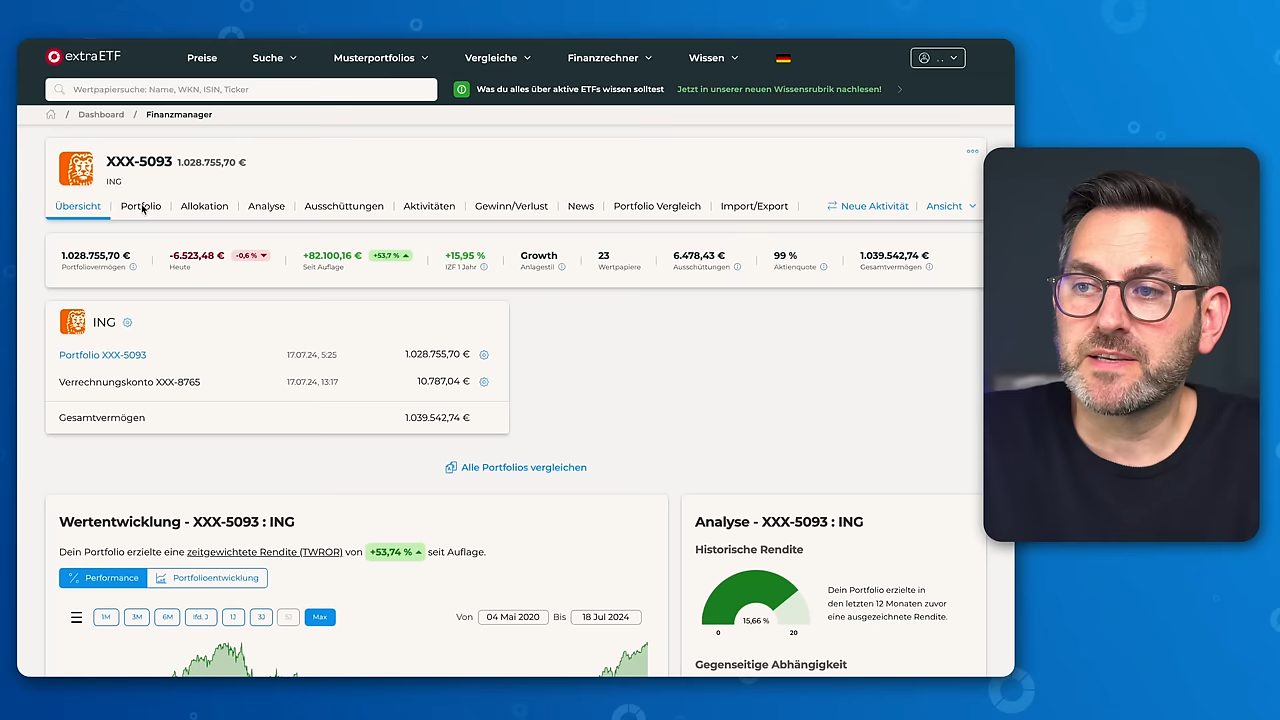 extraETF
Preise
Suche
Musterportfolios
Vergleiche
Finanzrechner
Wissen
. .
Wertpapiersuche: Name, WKN, ISIN, Ticker
Was du alles über aktive ETFs wissen solltest
Jetzt in unserer neuen Wissensrubrik nachlesen!
/ Dashboard / Finanzmanager
XXX-5093 1.028.755,70 €
ING
Übersicht
Portfolio
Allokation
Analyse
Ausschüttungen
Aktivitäten
Gewinn/Verlust
News
Portfolio Vergleich
Import/Export
Neue Aktivität
Ansicht
1.028.755,70 €
Portfoliovermögen
-6.523,48 € -0,6 %
Heute
+82.100,16 € +53,7 %
Seit Auflage
+15,95 %
IZF 1 Jahr
Growth
Anlagestil
23
Wertpapiere
6.478,43 €
Ausschüttungen
99 %
Aktienquote
1.039.542,74 €
Gesamtvermögen
ING
Portfolio XXX-5093 17.07.24, 5:25 1.028.755,70 €
Verrechnungskonto XXX-8765 17.07.24, 13:17 10.787,04 €
Gesamtvermögen 1.039.542,74 €
Alle Portfolios vergleichen
Wertentwicklung - XXX-5093 : ING
Dein Portfolio erzielte eine zeitgewichtete Rendite (TWROR) von +53,74 % seit Auflage.
Performance
Portfolioentwicklung
1M 3M 6M lfd. J 1J 3J 5J Max
Von 04 Mai 2020 Bis 18 Jul 2024
Analyse - XXX-5093 : ING
Historische Rendite
15,66 %
0 20
Dein Portfolio erzielte in
den letzten 12 Monaten zuvor
eine ausgezeichnete Rendite.
Gegenseitige Abhängigkeit